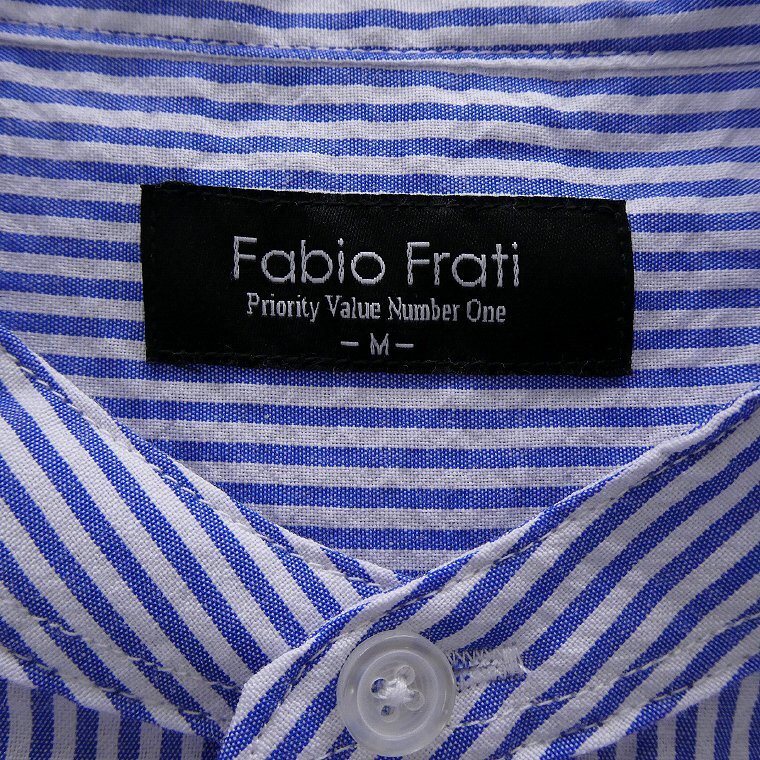 Fabio Frati
Priority Value Number One
- M -